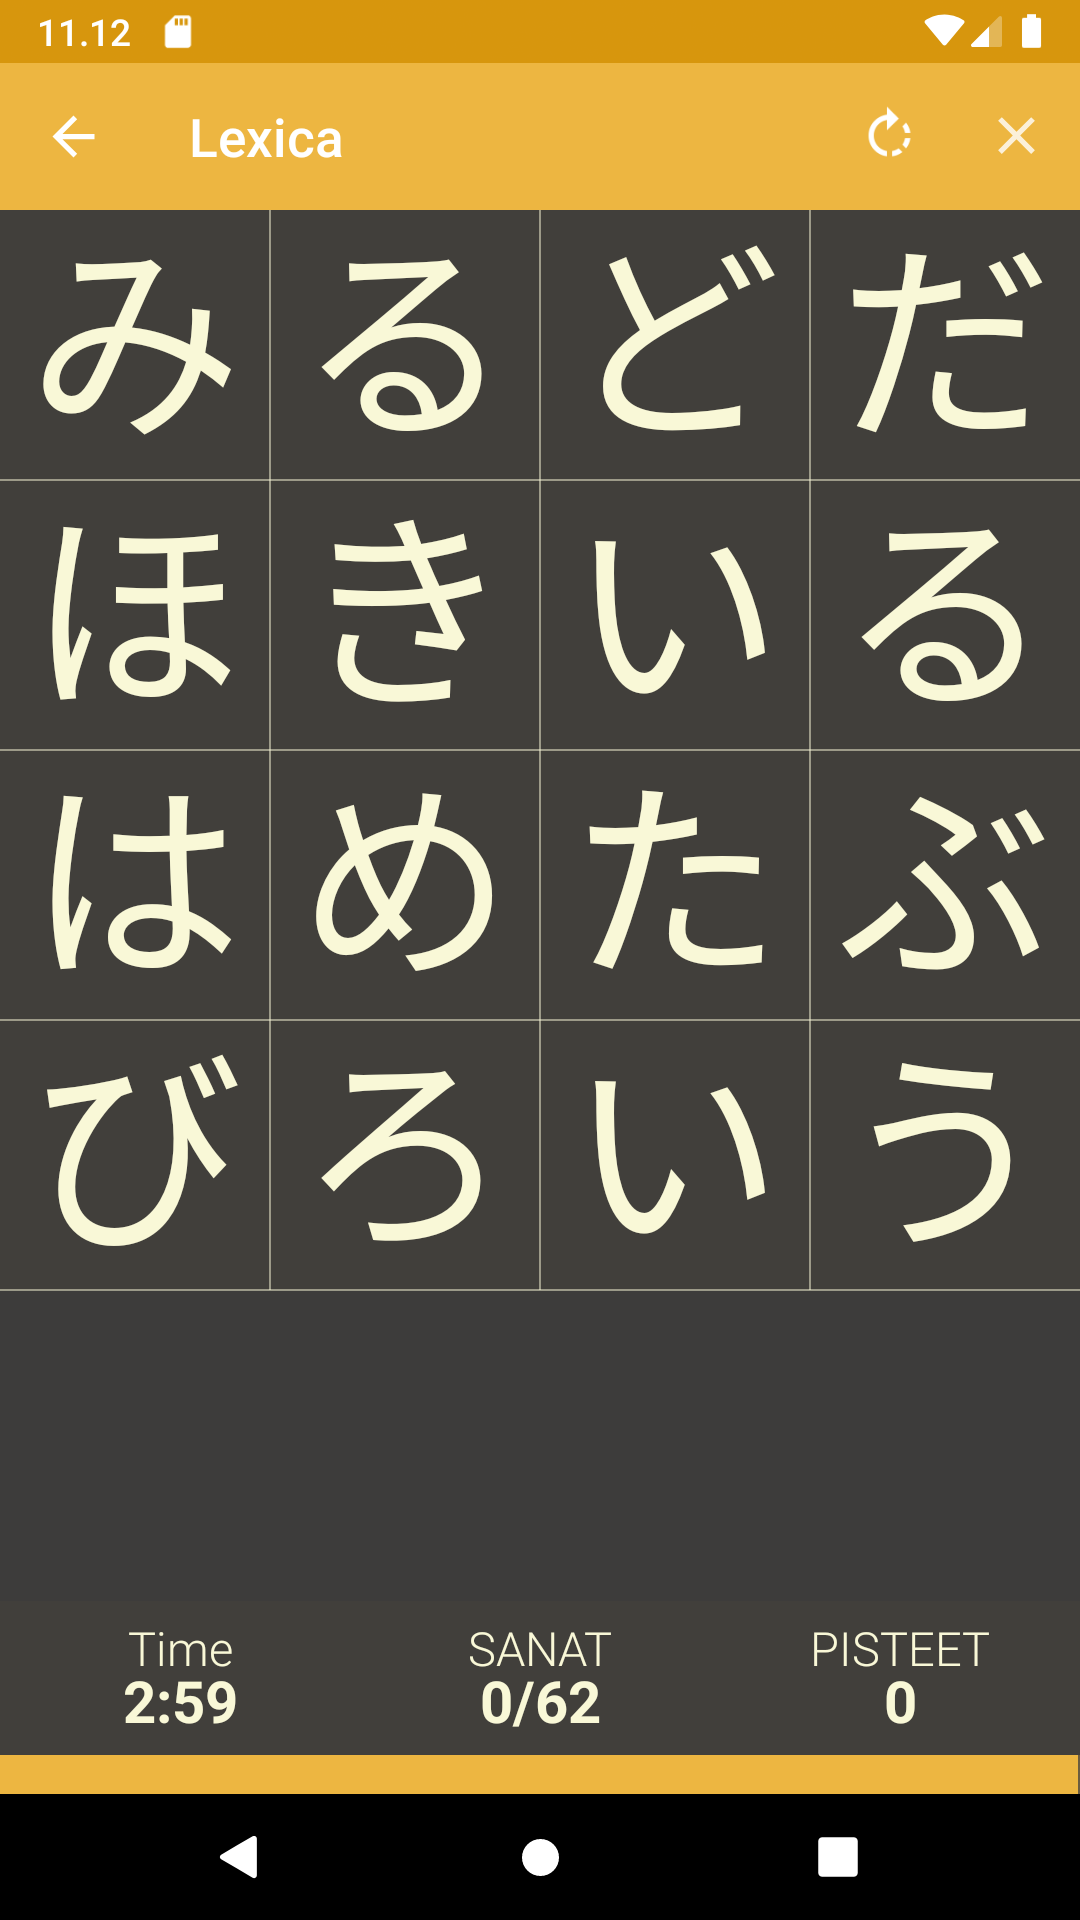 11.12
Lexica
み る ど だ
ほ き い る
は め た ぶ
び ろ い う
Time SANAT PISTEET
2:59 0/62 0